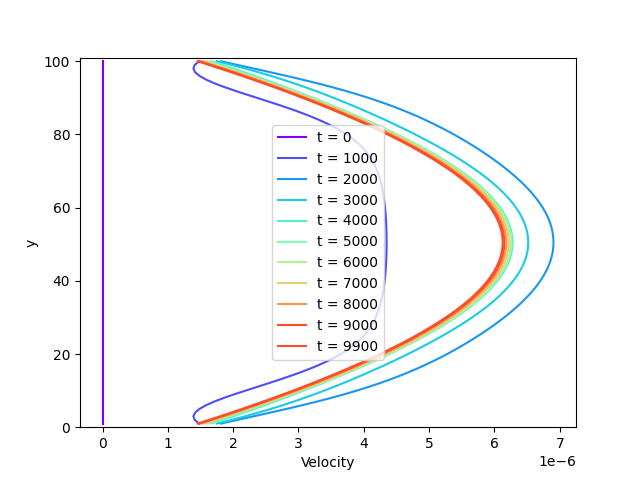 100
80
60
40
20
0
y
t = 0
t = 1000
t = 2000
t = 3000
t = 4000
t = 5000
t = 6000
t = 7000
t = 8000
t = 9000
t = 9900
0 1 2 3 4 5 6 7
1e−6
Velocity